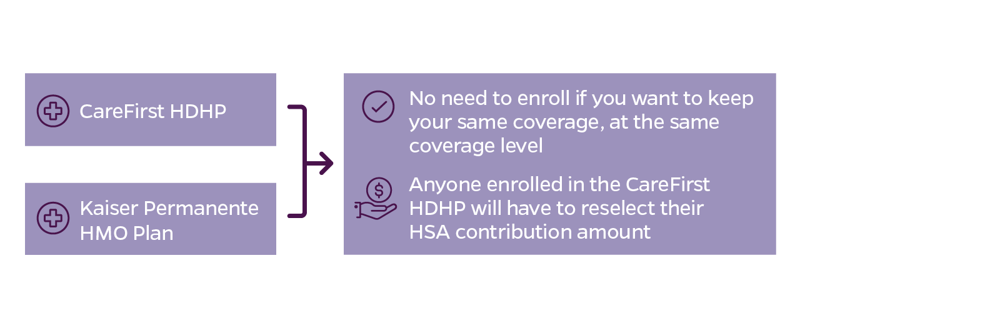 CareFirst HDHP
Kaiser Permanente
HMO Plan
No need to enroll if you want to keep
your same coverage, at the same
coverage level
$
Anyone enrolled in the CareFirst
HDHP will have to reselect their
HSA contribution amount